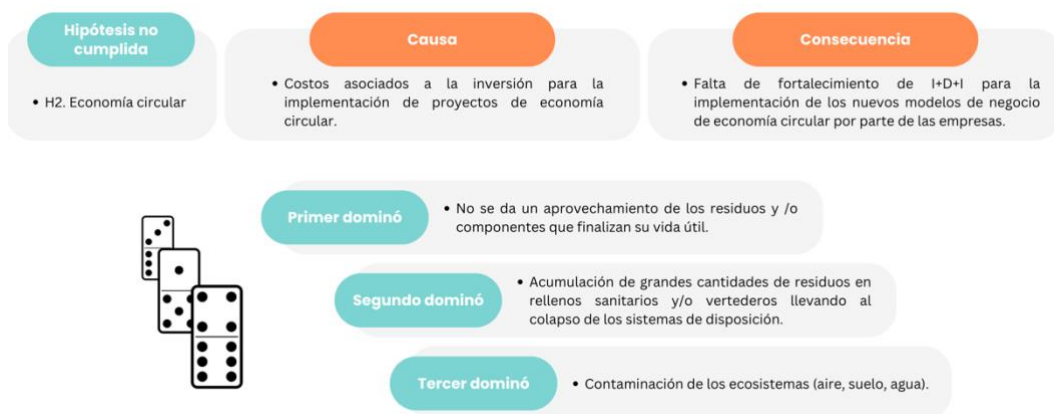 Hipótesis no
cumplida
• H2. Economía circular
Causa
• Costos asociados a la inversión para la
implementación de proyectos de economía
circular.
Consecuencia
• Falta de fortalecimiento de I+D+I para la
implementación de los nuevos modelos de negocio
de economía circular por parte de las empresas.
Primer dominó
• No se da un aprovechamiento de los residuos y /o
componentes que finalizan su vida útil.
Segundo dominó
• Acumulación de grandes cantidades de residuos en
rellenos sanitarios y/o vertederos llevando al
colapso de los sistemas de disposición.
Tercer dominó
• Contaminación de los ecosistemas (aire, suelo, agua).